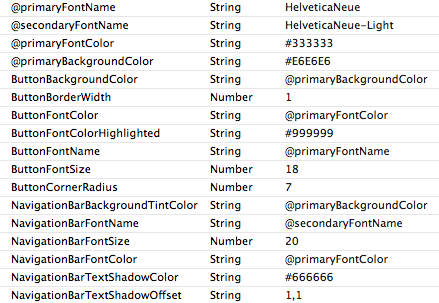 @primaryFontName String HelveticaNeue
@secondaryFontName String HelveticaNeue-Light
@primaryFontColor String #333333
@primaryBackgroundColor String #E6E6E6
ButtonBackgroundColor String @primaryBackgroundColor
ButtonBorderWidth Number 1
ButtonFontColor String @primaryFontColor
ButtonFontColorHighlighted String #999999
ButtonFontName String @primaryFontName
ButtonFontSize Number 18
ButtonCornerRadius Number 7
NavigationBarBackgroundTintColor String @primaryBackgroundColor
NavigationBarFontName String @secondaryFontName
NavigationBarFontSize Number 20
NavigationBarFontColor String @primaryFontColor
NavigationBarTextShadowColor String #666666
NavigationBarTextShadowOffset String 1,1